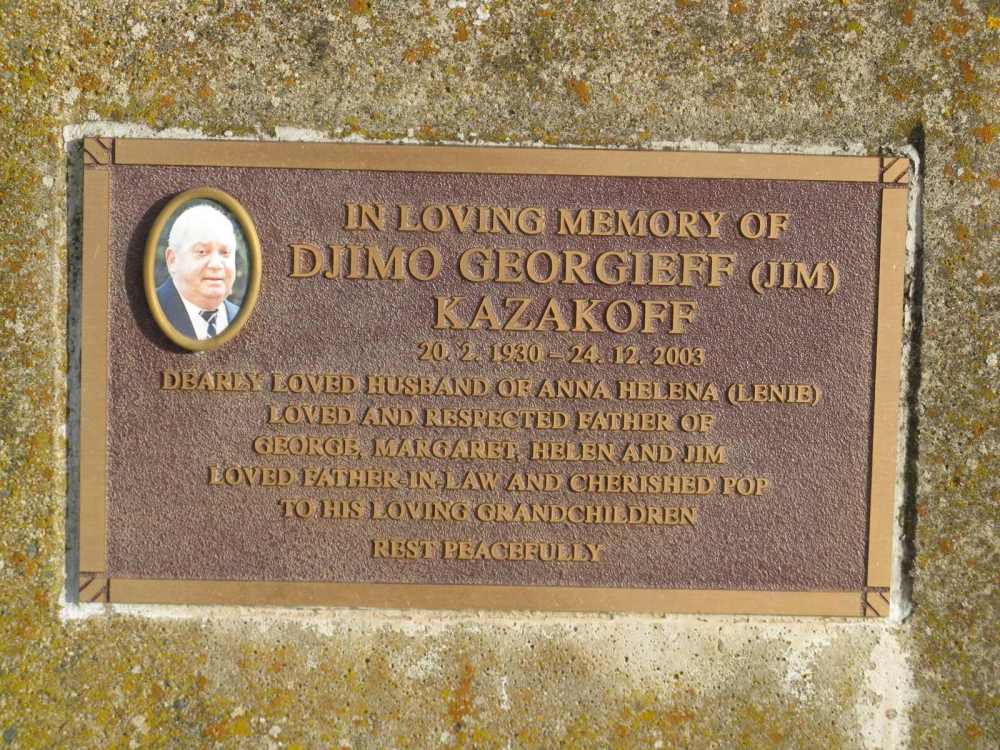 IN LOVING MEMORY OF
DJIMO GEORGIEFF (JIM)
KAZAKOFF
20. 2. 1930 – 24. 12. 2003
DEARLY LOVED HUSBAND OF ANNA HELENA (LENIE)
LOVED AND RESPECTED FATHER OF
GEORGE, MARGARET, HELEN AND JIM
LOVED FATHER-IN-LAW AND CHERISHED POP
TO HIS LOVING GRANDCHILDREN
REST PEACEFULLY